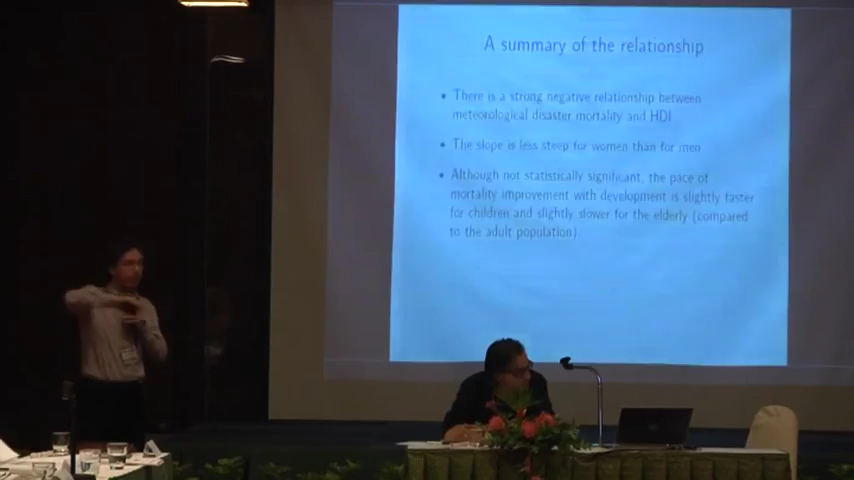 A summary of the relationship
There is a strong negative relationship between
meteorological disaster mortality and HDI
The slope is less steep for women than for men
Although not statistically significant, the pace of
mortality improvement with development is slightly faster
for children and slightly slower for the elderly (compared
to the adult population)